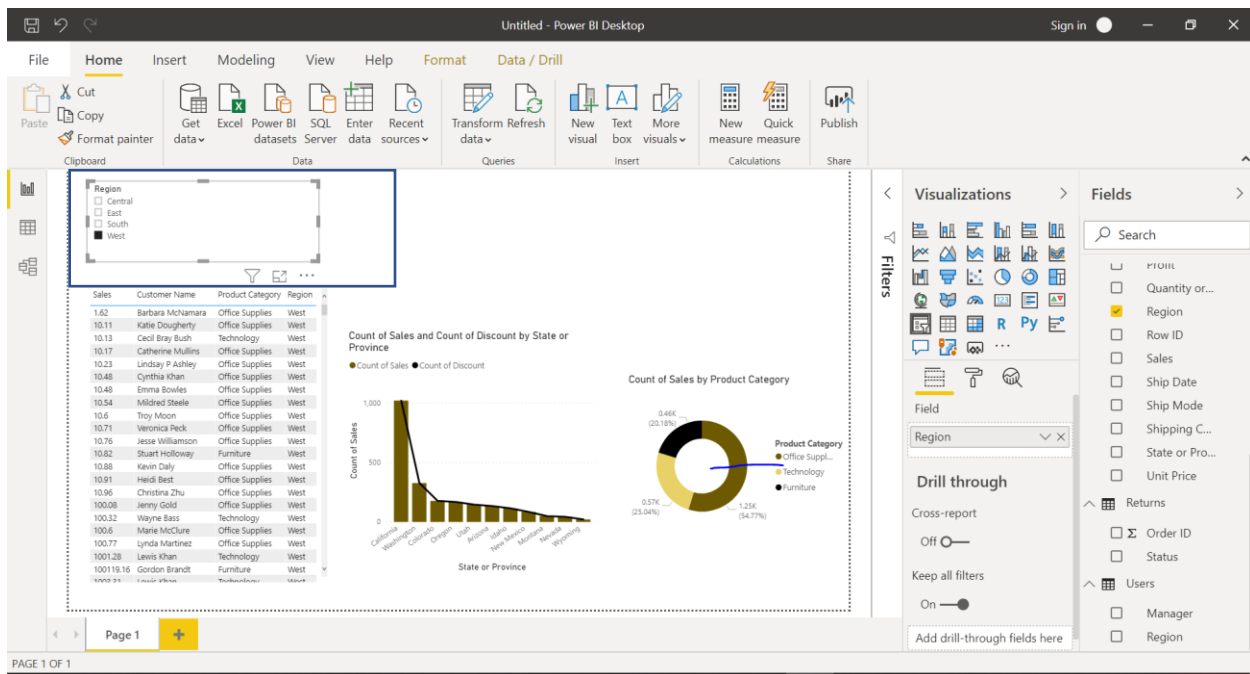 Untitled - Power BI Desktop
Sign in
File Home Insert Modeling View Help Format Data / Drill
Paste
Cut
Copy
Format painter
Get data
Excel
Power BI datasets
SQL Server
Enter data
Recent sources
Transform data
Refresh
New visual
Text box
More visuals
New measure
Quick measure
Publish
Clipboard Data Queries Insert Calculations Share
Region
Central
East
South
West
Sales Customer Name Product Category Region
1.62 Barbara McNamara Office Supplies West
10.11 Katie Dougherty Office Supplies West
10.13 Cecil Bray Bush Technology West
10.17 Catherine Mullins Office Supplies West
10.23 Lindsay P Ashley Office Supplies West
10.48 Cynthia Khan Office Supplies West
10.48 Emma Bowles Office Supplies West
10.54 Mildred Steele Office Supplies West
10.6 Troy Moon Office Supplies West
10.71 Veronica Peck Office Supplies West
10.76 Jesse Williamson Office Supplies West
10.82 Stuart Holloway Furniture West
10.88 Kevin Daly Office Supplies West
10.91 Heidi Best Office Supplies West
10.96 Christina Zhu Office Supplies West
100.08 Jenny Gold Office Supplies West
100.32 Wayne Bass Technology West
100.6 Marie McClure Office Supplies West
100.77 Lynda Martinez Office Supplies West
1001.28 Lewis Khan Technology West
100119.16 Gordon Brandt Furniture West
1003.21 Lewis Khan Technology West
Count of Sales and Count of Discount by State or
Province
Count of Sales Count of Discount
1,000
500
0
Count of Sales
California Washington Colorado Oregon Utah Arizona Idaho New Mexico Montana Nevada Wyoming
State or Province
Count of Sales by Product Category
0.46K
(20.18%)
0.57K
(25.04%)
1.25K
(54.77%)
Product Category
Office Suppl...
Technology
Furniture
Filters
Visualizations
123
R Py
Field
Region
Drill through
Cross-report
Off
Keep all filters
On
Add drill-through fields here
Fields
Search
Profit
Quantity or...
Region
Row ID
Sales
Ship Date
Ship Mode
Shipping C...
State or Pro...
Unit Price
Returns
Σ Order ID
Status
Users
Manager
Region
Page 1
+
PAGE 1 OF 1